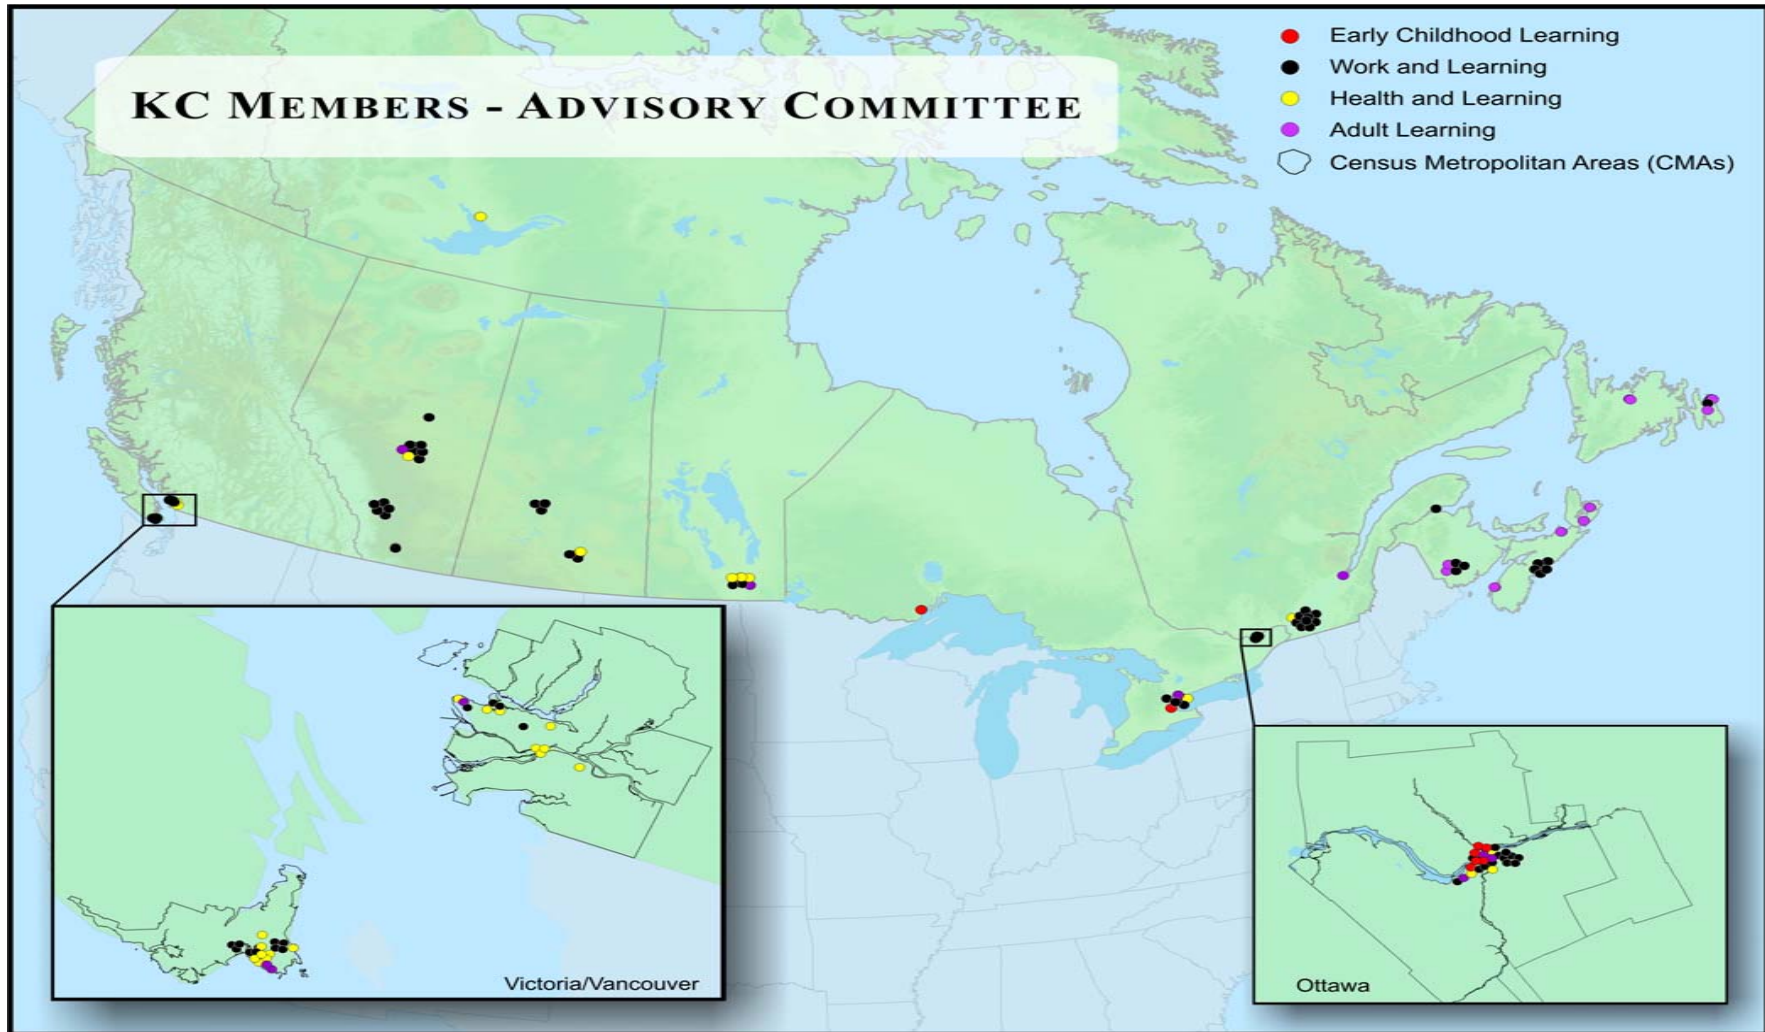 KC MEMBERS - ADVISORY COMMITTEE
Early Childhood Learning
Work and Learning
Health and Learning
Adult Learning
Census Metropolitan Areas (CMAs)
Victoria/Vancouver
Ottawa